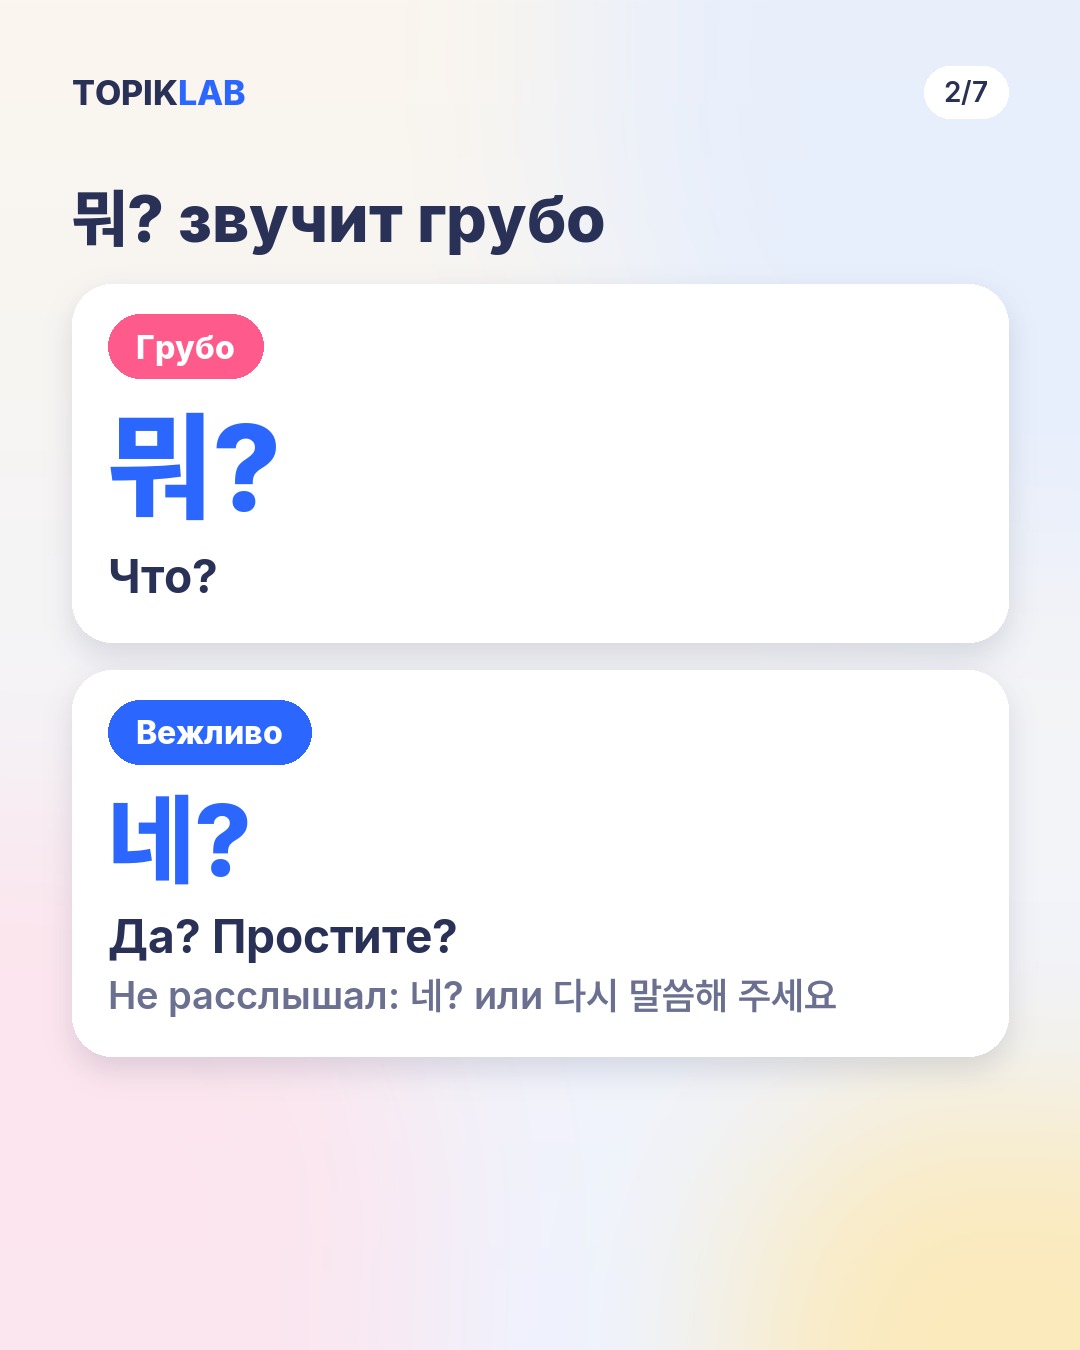 TOPIKLAB
2/7
뭐? звучит грубо
Грубо
뭐?
Что?
Вежливо
네?
Да? Простите?
Не расслышал: 네? или 다시 말씀해 주세요